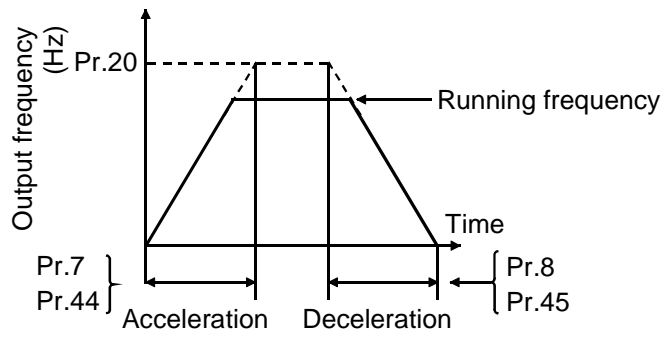 Output frequency
(Hz)
Pr.20
Running frequency
Time
Pr.7
Pr.44
Acceleration
Deceleration
Pr.8
Pr.45